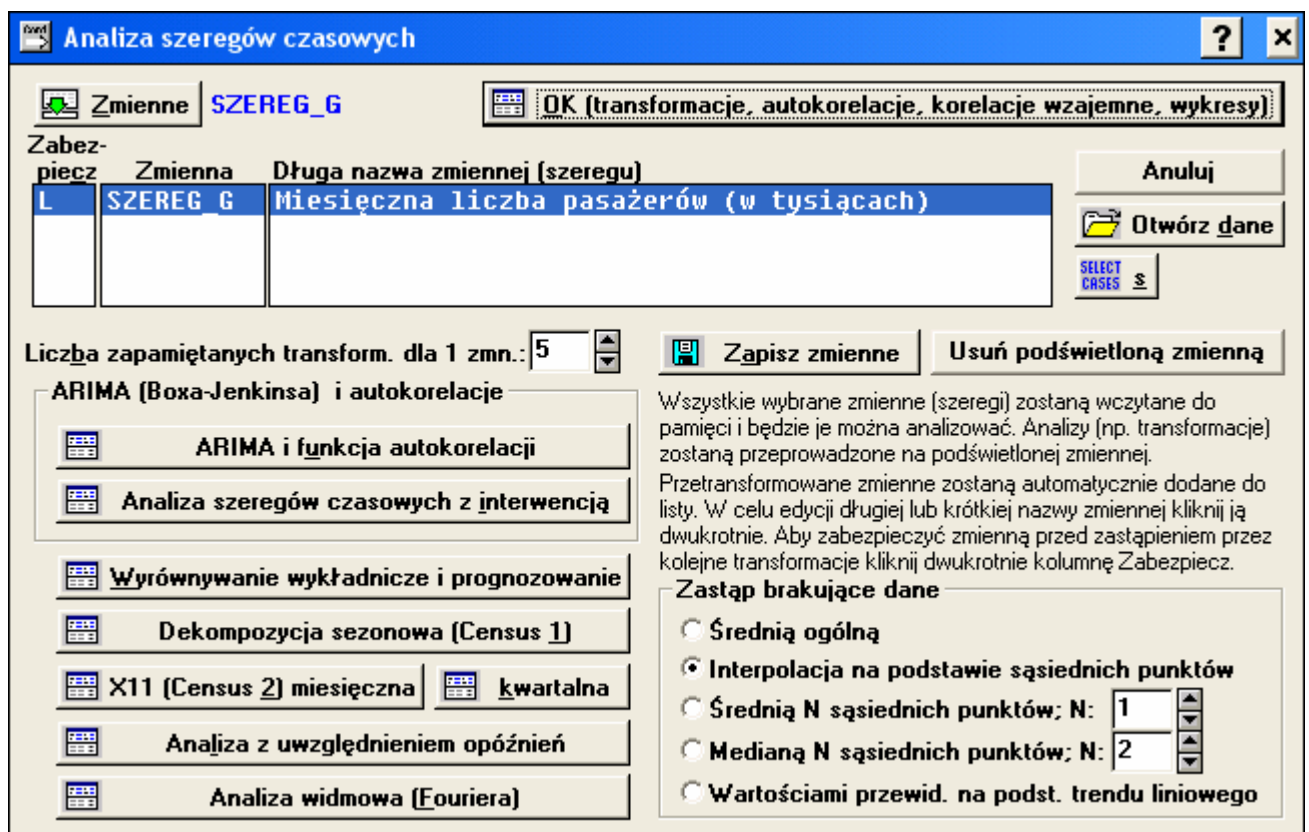 Analiza szeregów czasowych
? ×
Zmienne SZEREG_G OK (transformacje, autokorelacje, korelacje wzajemne, wykresy)
Zabez-
piecz Zmienna Długa nazwa zmiennej (szeregu)
L SZEREG_G Miesięczna liczba pasażerów (w tysiącach)
Anuluj
Otwórz dane
SELECT
CASES S
Liczba zapamiętanych transform. dla 1 zmn.: 5
Zapisz zmienne Usuń podświetloną zmienną
ARIMA (Boxa-Jenkinsa) i autokorelacje
ARIMA i funkcja autokorelacji
Analiza szeregów czasowych z interwencją
Wyrównywanie wykładnicze i prognozowanie
Dekompozycja sezonowa (Census 1)
X11 (Census 2) miesięczna kwartalna
Analiza z uwzględnieniem opóźnień
Analiza widmowa (Fouriera)
Wszystkie wybrane zmienne (szeregi) zostaną wczytane do
pamięci i będzie je można analizować. Analizy (np. transformacje)
zostaną przeprowadzone na podświetlonej zmiennej.
Przetransformowane zmienne zostaną automatycznie dodane do
listy. W celu edycji długiej lub krótkiej nazwy zmiennej kliknij ją
dwukrotnie. Aby zabezpieczyć zmienną przed zastąpieniem przez
kolejne transformacje kliknij dwukrotnie kolumnę Zabezpiecz.
Zastąp brakujące dane
Średnią ogólną
Interpolacja na podstawie sąsiednich punktów
Średnią N sąsiednich punktów; N: 1
Medianą N sąsiednich punktów; N: 2
Wartościami przewid. na podst. trendu liniowego